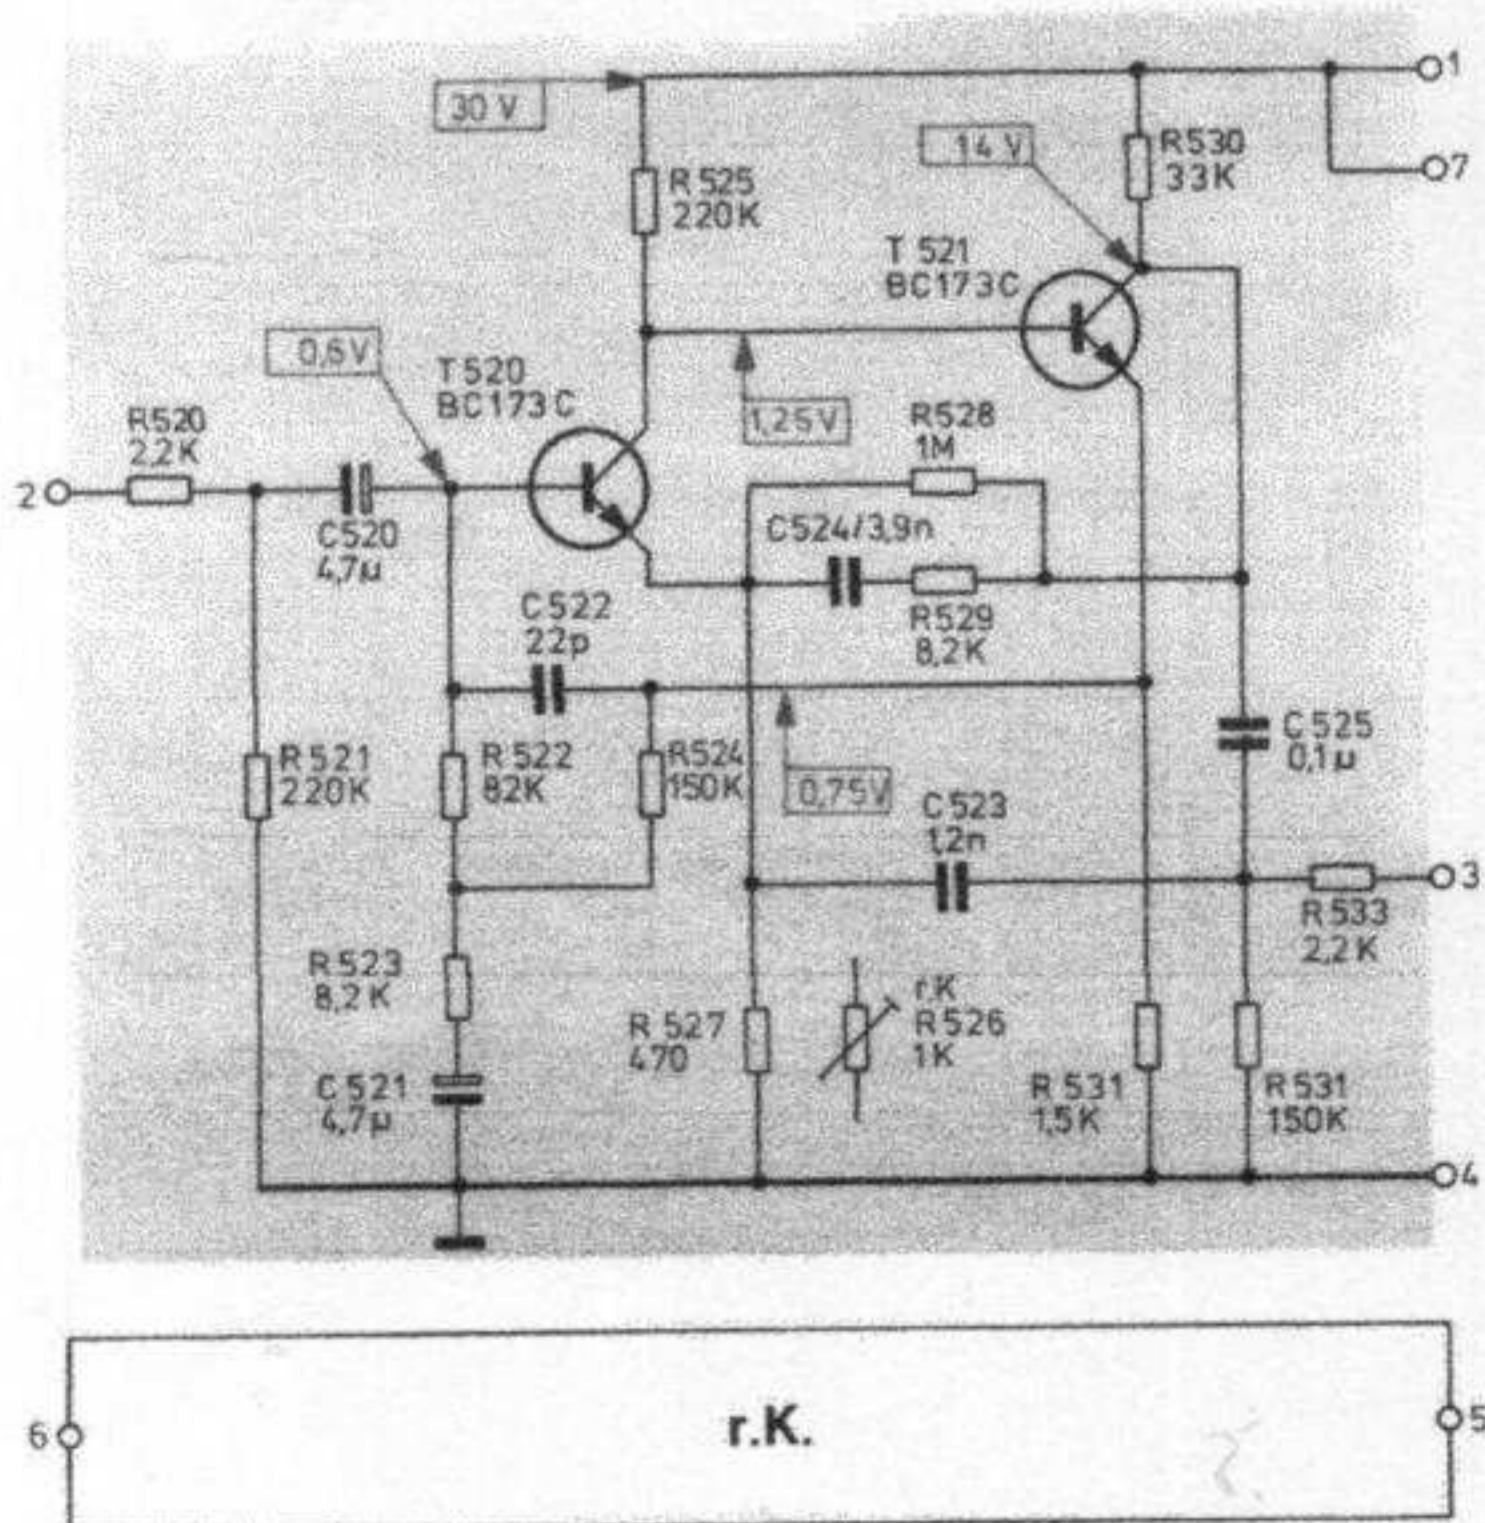 1
30 V
14 V
R530
33K
7
R525
220K
T 521
BC173C
0,6V
T520
BC173C
1,25V
R528
1M
R520
2,2K
2
C520
4,7µ
C524/3,9n
R529
8,2K
C522
22p
R521
220K
R522
82K
R524
150K
0,75V
C525
0,1µ
C523
1,2n
3
R533
2,2K
R523
8,2K
R527
470
r.K
R526
1K
C521
4,7µ
R531
1,5K
R531
150K
4
6
r.K.
5